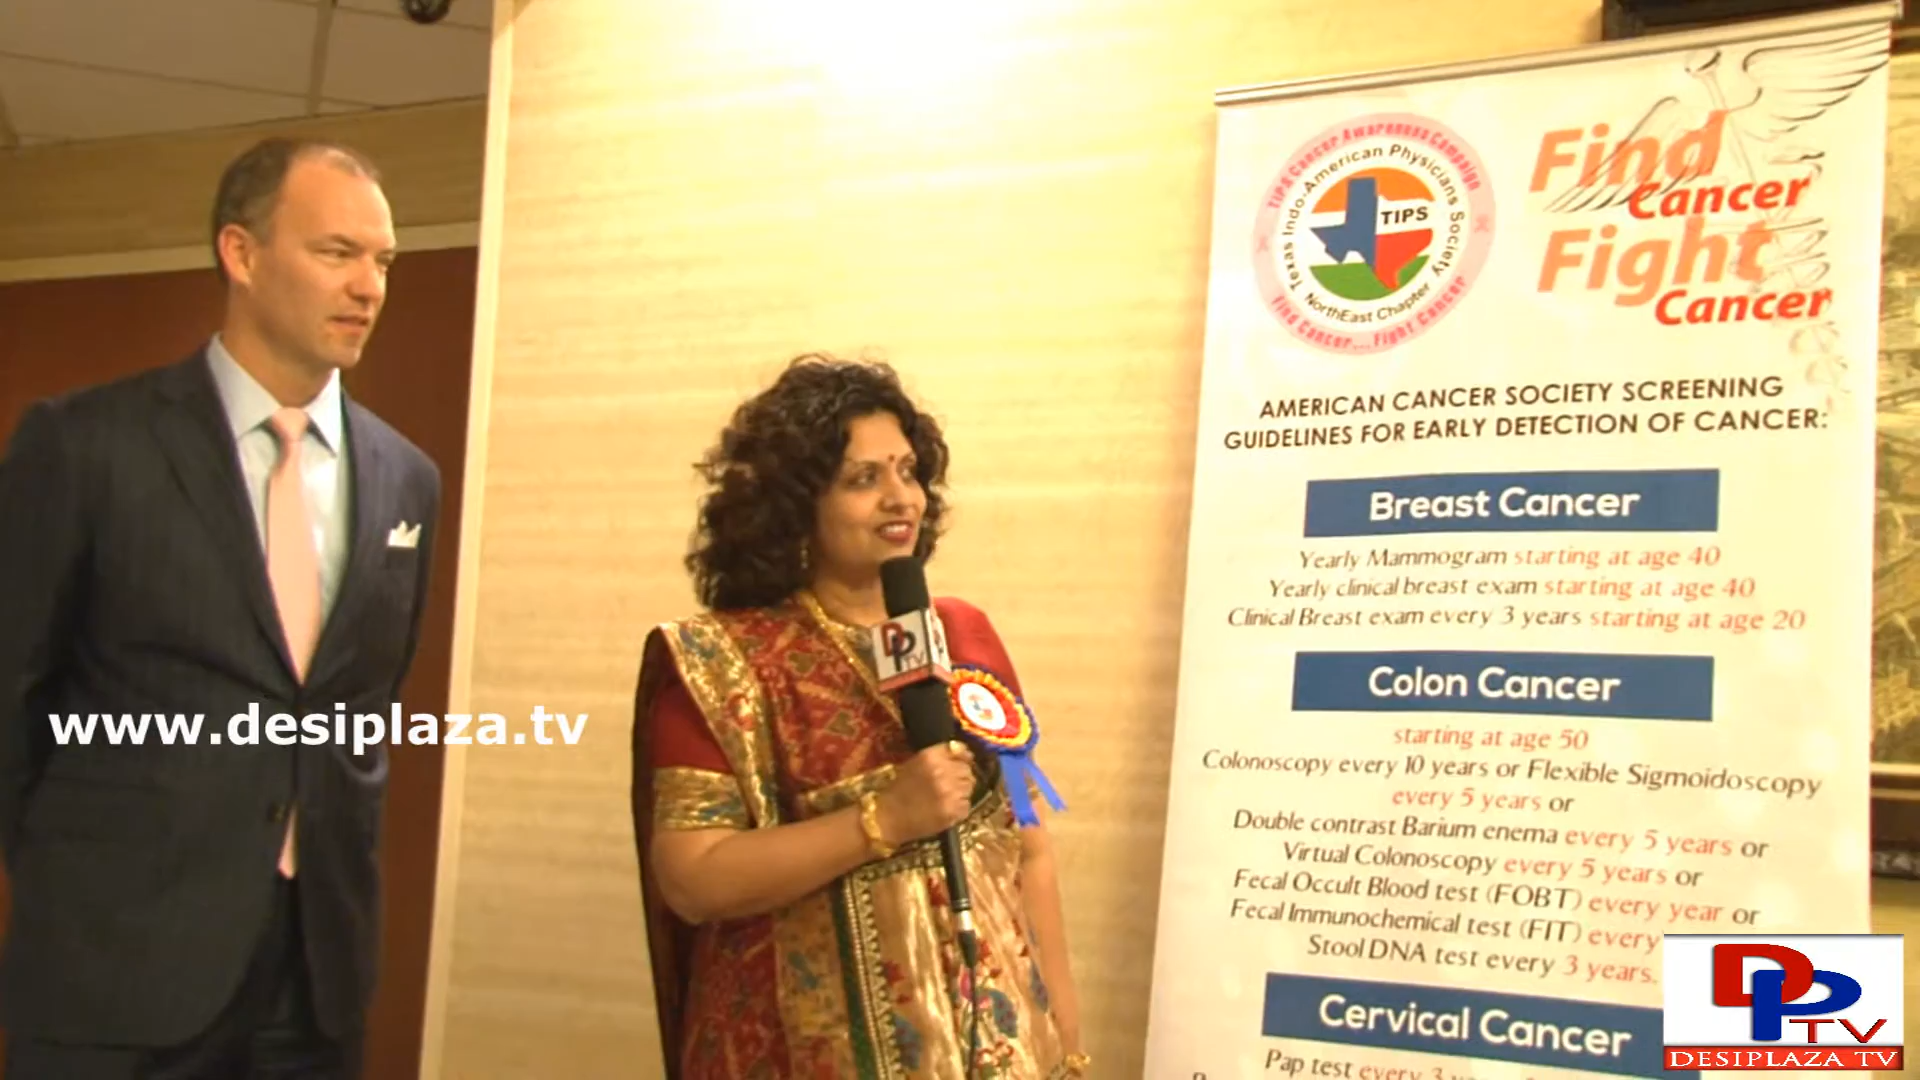 TIPS Cancer Awareness Campaign
Texas Indo-American Physicians Society
TIPS
NorthEast Chapter
Find Cancer... Fight Cancer
Find
Cancer
Fight
Cancer
AMERICAN CANCER SOCIETY SCREENING
GUIDELINES FOR EARLY DETECTION OF CANCER:
Breast Cancer
Yearly Mammogram starting at age 40
Yearly clinical breast exam starting at age 40
Clinical Breast exam every 3 years starting at age 20
Colon Cancer
starting at age 50
Colonoscopy every 10 years or Flexible Sigmoidoscopy
every 5 years or
Double contrast Barium enema every 5 years or
Virtual Colonoscopy every 5 years or
Fecal Occult Blood test (FOBT) every year or
Fecal Immunochemical test (FIT) every
Stool DNA test every 3 years.
Cervical Cancer
Pap test every 3
DPTV
www.desiplaza.tv
DPTV
DESIPLAZA TV